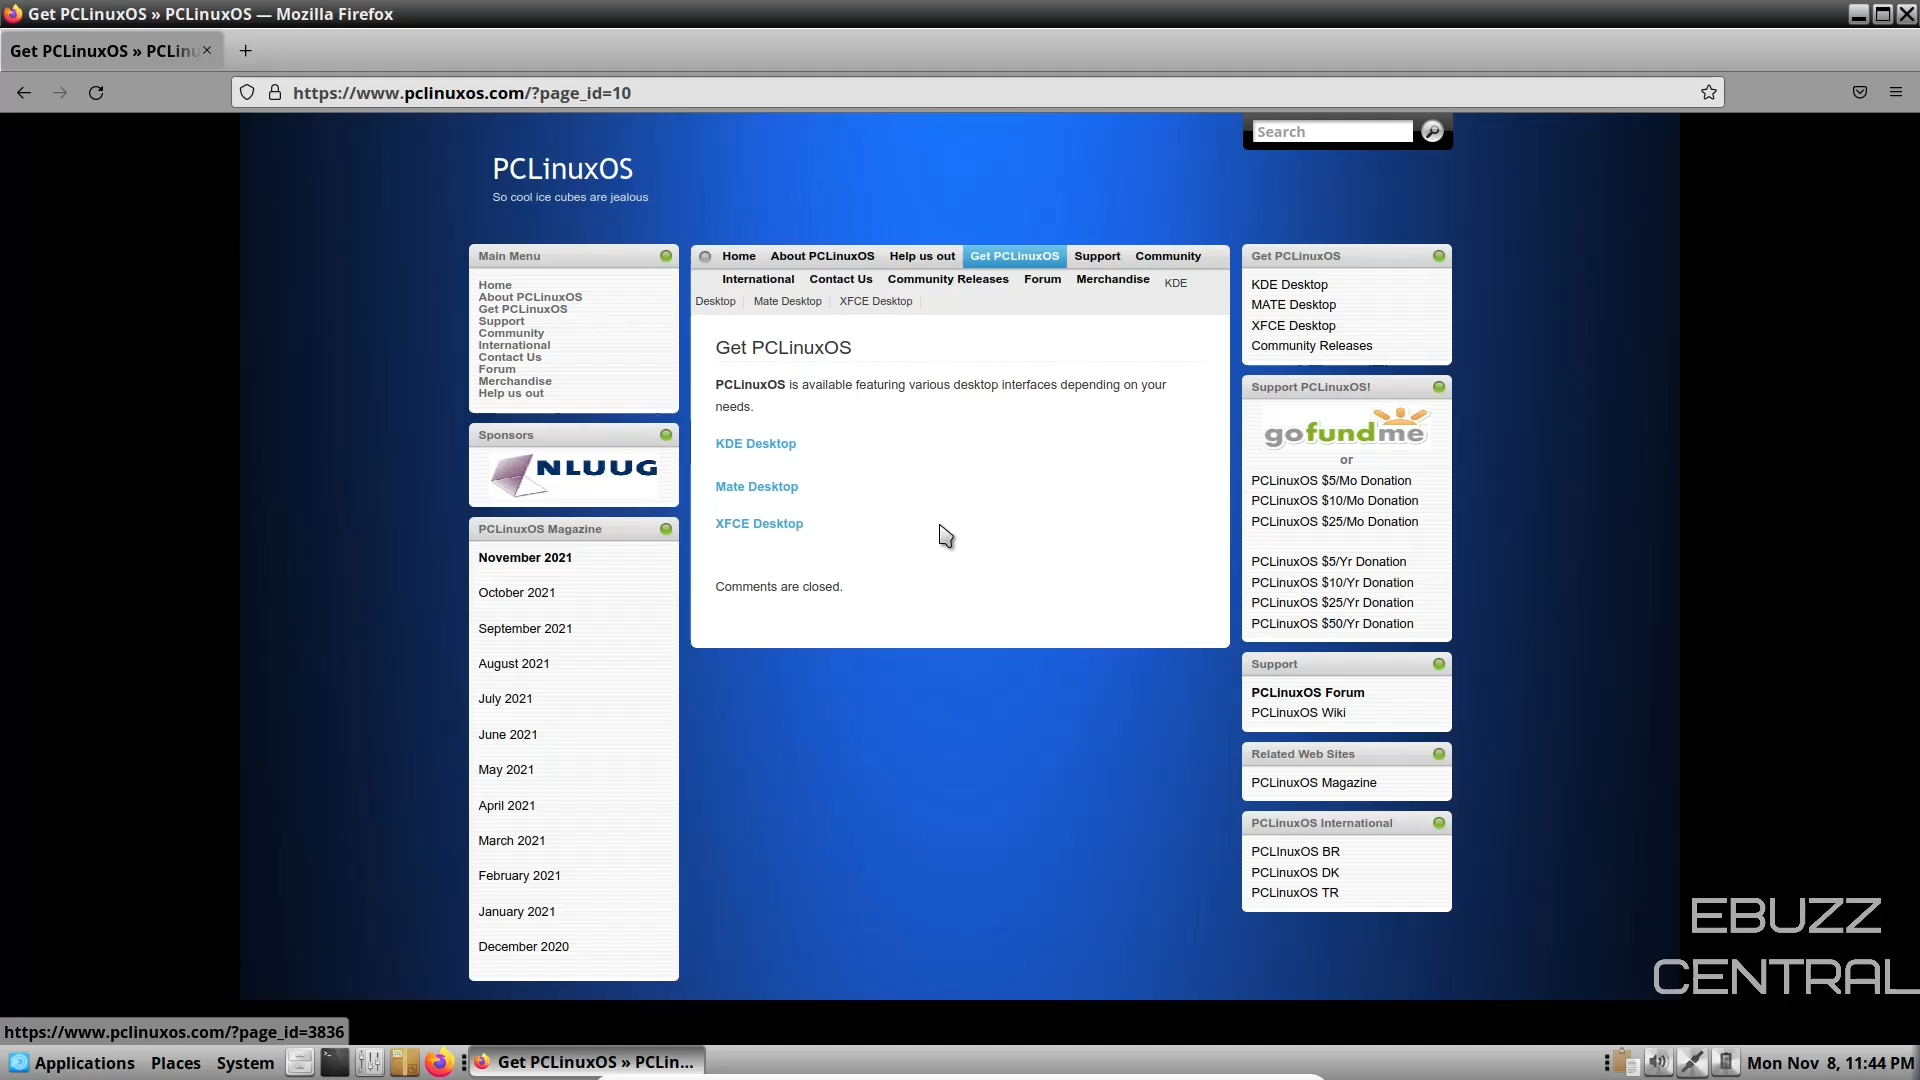 Get PCLinuxOS » PCLinuxOS — Mozilla Firefox
Get PCLinuxOS » PCLinu
https://www.pclinuxos.com/?page_id=10
Search
PCLinuxOS
So cool ice cubes are jealous
Main Menu
Home
About PCLinuxOS
Get PCLinuxOS
Support
Community
International
Contact Us
Forum
Merchandise
Help us out
Sponsors
NLUUG
PCLinuxOS Magazine
November 2021
October 2021
September 2021
August 2021
July 2021
June 2021
May 2021
April 2021
March 2021
February 2021
January 2021
December 2020
Home About PCLinuxOS Help us out Get PCLinuxOS Support Community
International Contact Us Community Releases Forum Merchandise KDE
Desktop Mate Desktop XFCE Desktop
Get PCLinuxOS
PCLinuxOS is available featuring various desktop interfaces depending on your
needs.
KDE Desktop
Mate Desktop
XFCE Desktop
Comments are closed.
Get PCLinuxOS
KDE Desktop
MATE Desktop
XFCE Desktop
Community Releases
Support PCLinuxOS!
gofundme
or
PCLinuxOS $5/Mo Donation
PCLinuxOS $10/Mo Donation
PCLinuxOS $25/Mo Donation
PCLinuxOS $5/Yr Donation
PCLinuxOS $10/Yr Donation
PCLinuxOS $25/Yr Donation
PCLinuxOS $50/Yr Donation
Support
PCLinuxOS Forum
PCLinuxOS Wiki
Related Web Sites
PCLinuxOS Magazine
PCLinuxOS International
PCLInuxOS BR
PCLinuxOS DK
PCLinuxOS TR
EBUZZ
CENTRAL
https://www.pclinuxos.com/?page_id=3836
Applications Places System Get PCLinuxOS » PCLin... Mon Nov 8, 11:44 PM